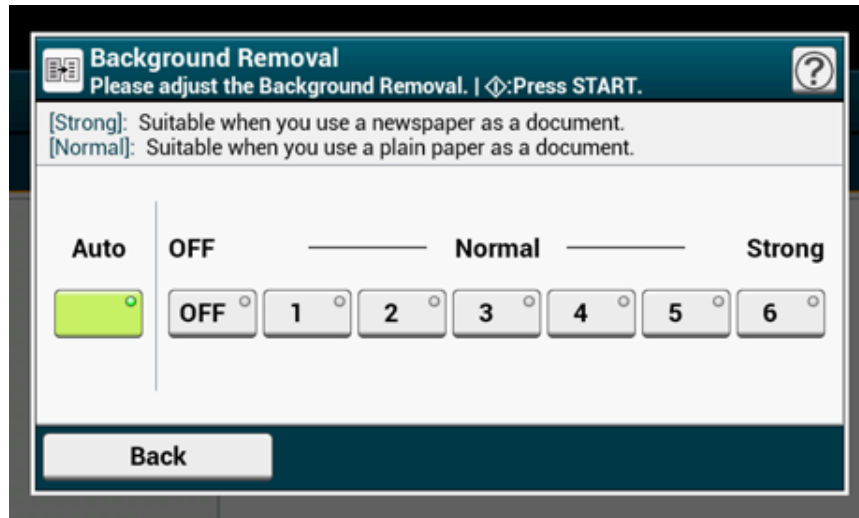 Background Removal
Please adjust the Background Removal. | :Press START.
[Strong]: Suitable when you use a newspaper as a document.
[Normal]: Suitable when you use a plain paper as a document.
Auto OFF Normal Strong
OFF 1 2 3 4 5 6
Back